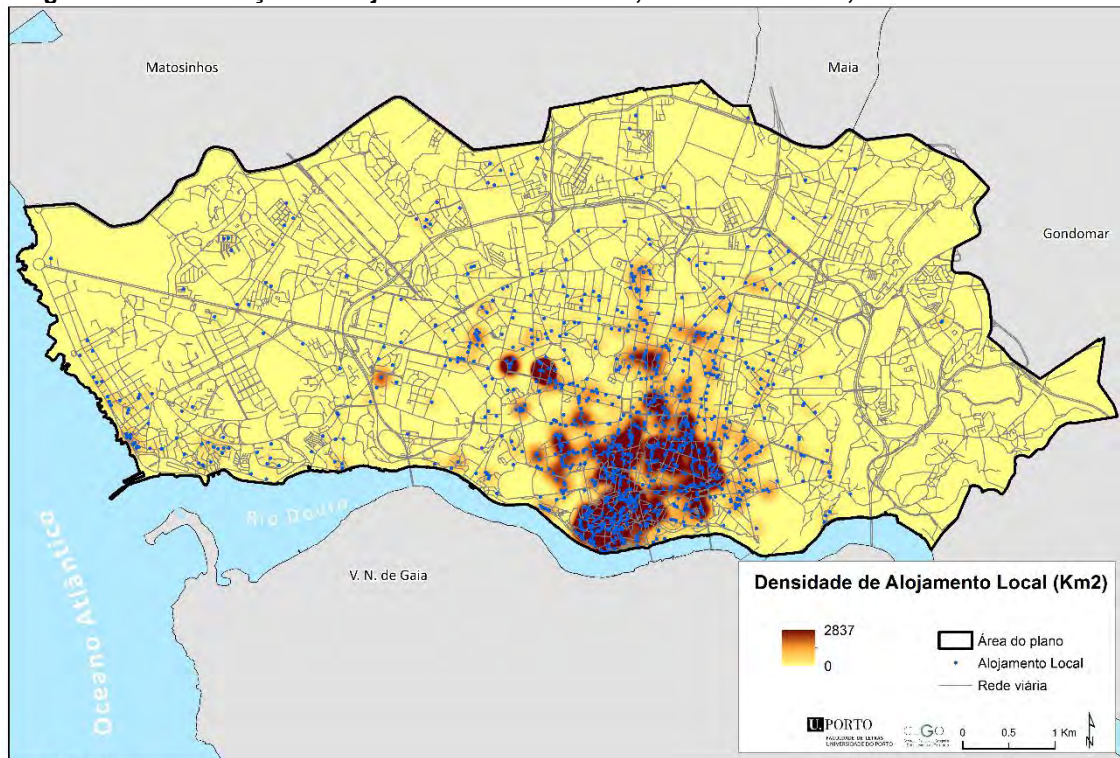 Matosinhos
Maia
Gondomar
Rio Douro
Oceano Atlântico
V. N. de Gaia
Densidade de Alojamento Local (Km2)
2837
0
Área do plano
Alojamento Local
Rede viária
U. PORTO
FACULDADE DE LETRAS
UNIVERSIDADE DO PORTO
0 0.5 1 Km
N